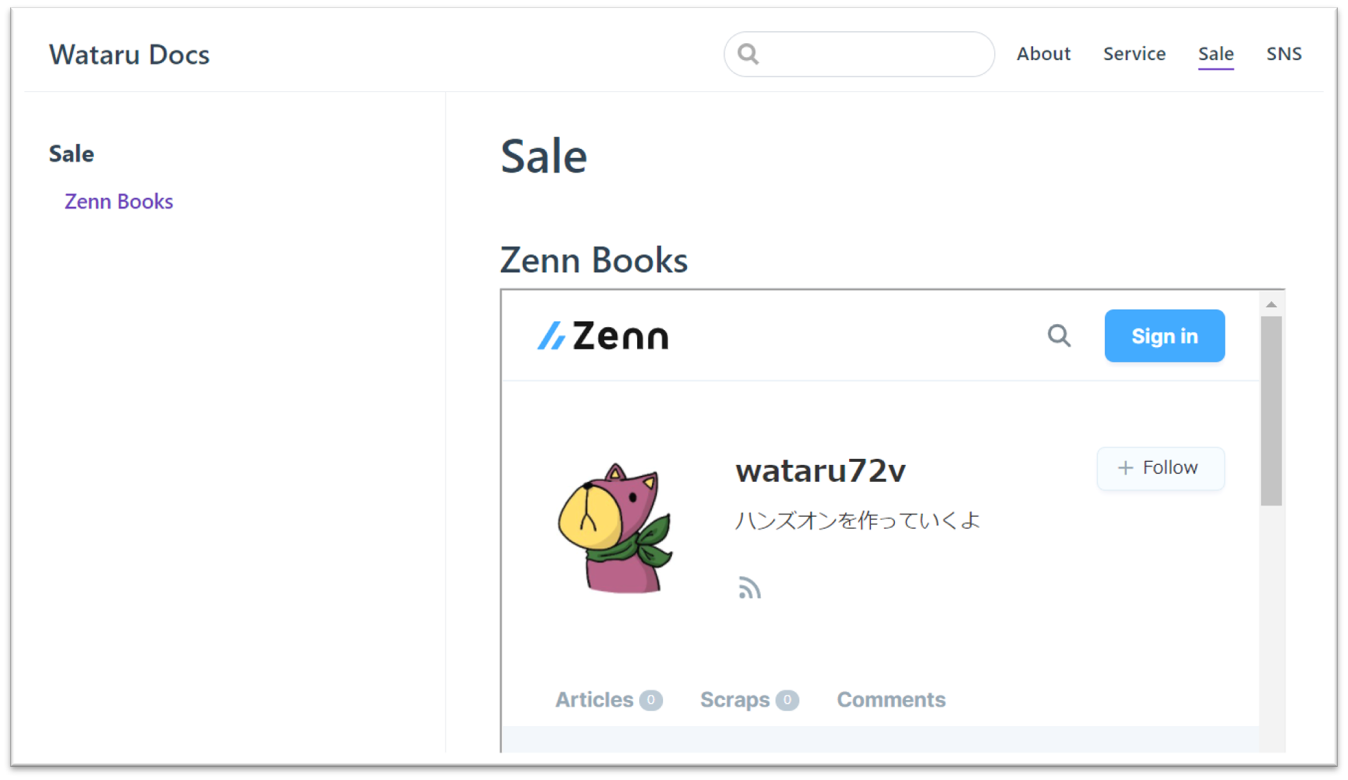 Wataru Docs
About Service Sale SNS
Sale
Zenn Books
Sale
Zenn Books
Zenn
Sign in
wataru72v
+ Follow
ハンズオンを作っていくよ
Articles 0 Scraps 0 Comments